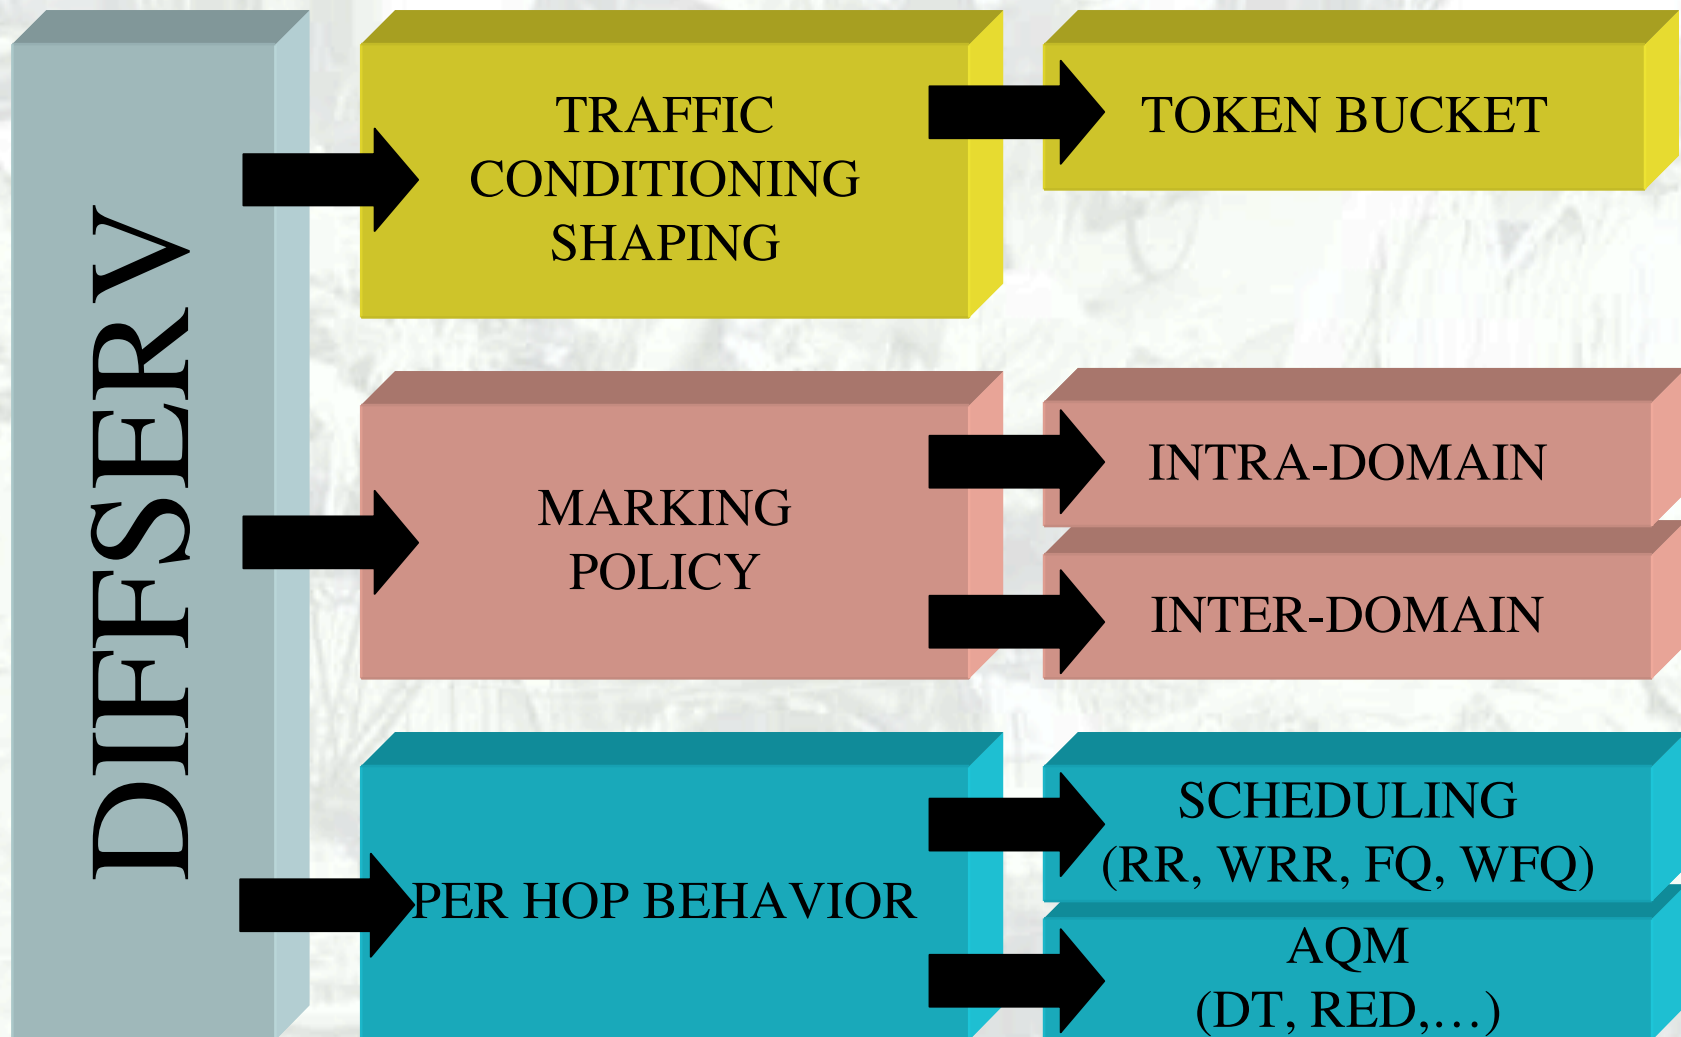 DIFFSERV
TRAFFIC
CONDITIONING
SHAPING
TOKEN BUCKET
MARKING
POLICY
INTRA-DOMAIN
INTER-DOMAIN
PER HOP BEHAVIOR
SCHEDULING
(RR, WRR, FQ, WFQ)
AQM
(DT, RED,…)